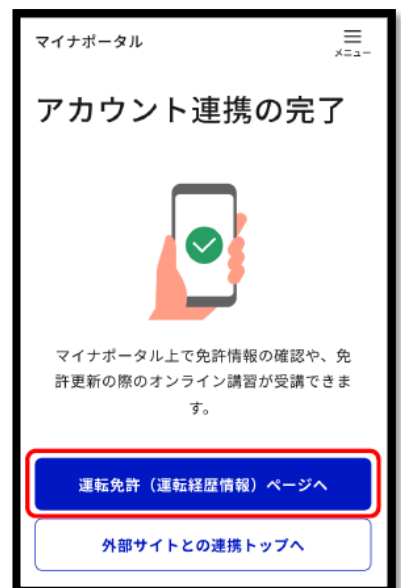 マイナポータル
メニュー
アカウント連携の完了
マイナポータル上で免許情報の確認や、免
許更新の際のオンライン講習が受講できま
す。
運転免許（運転経歴情報）ページへ
外部サイトとの連携トップへ